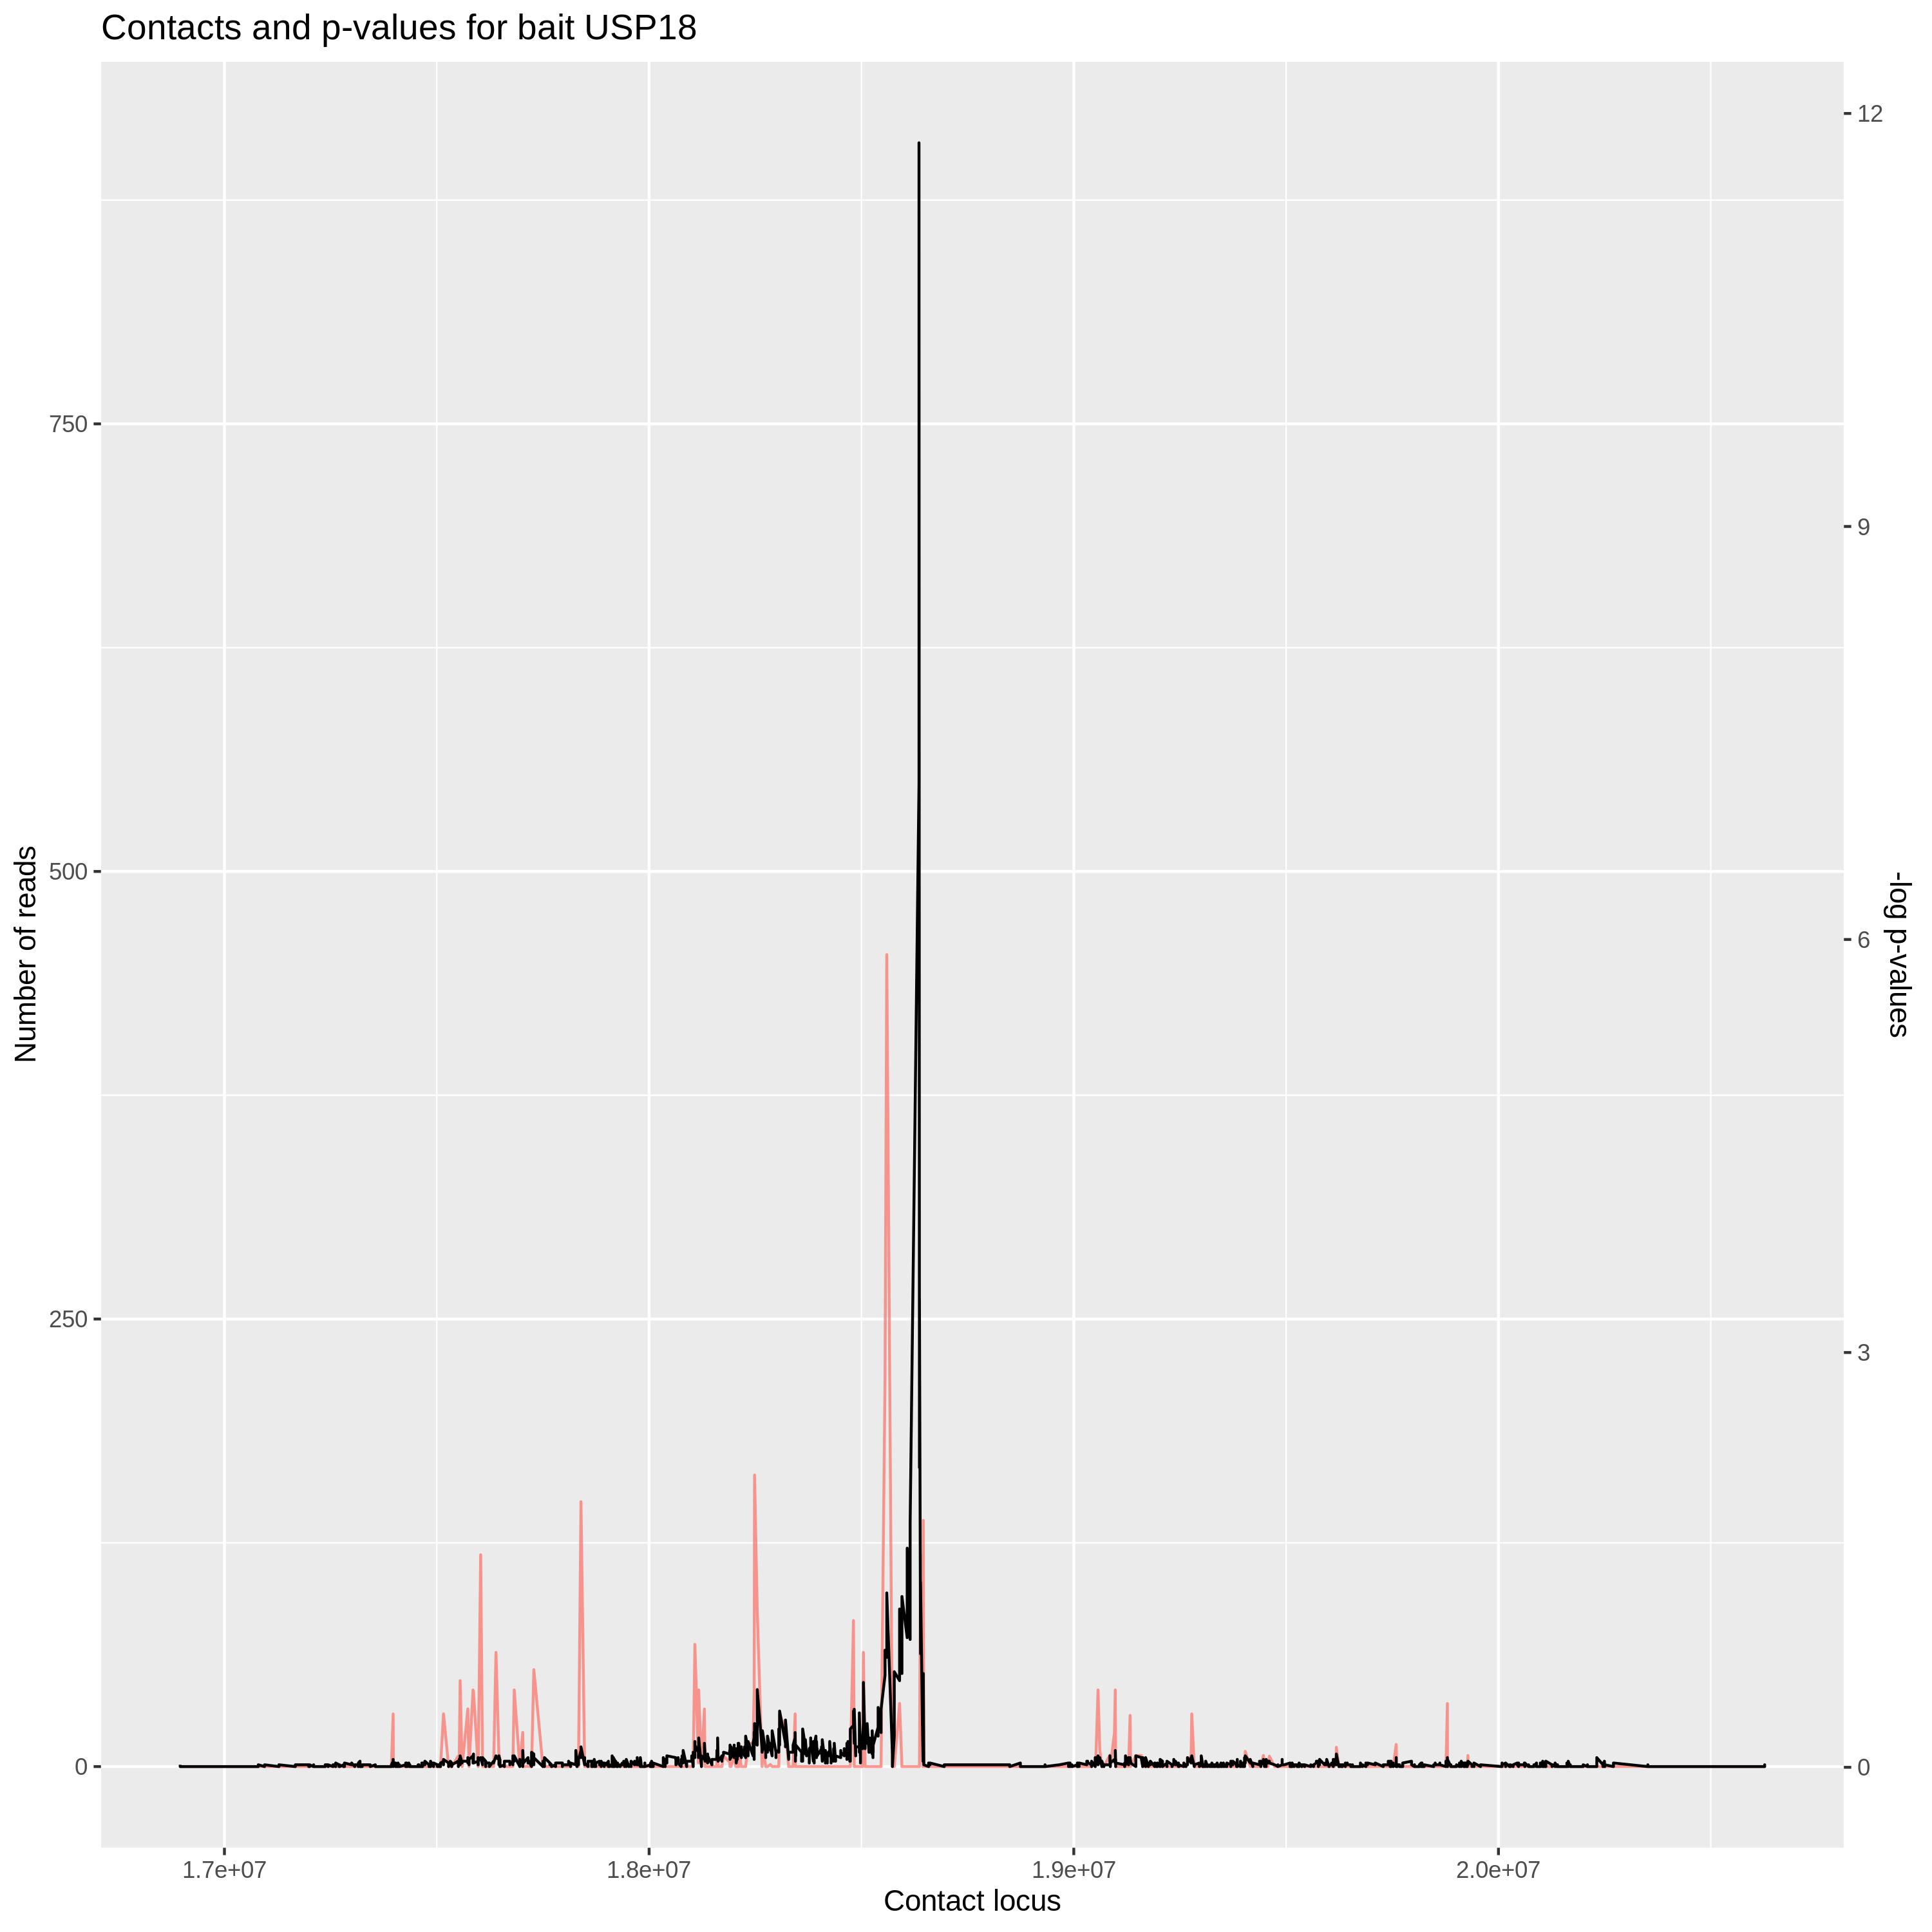 Contacts and p-values for bait USP18
12
750
9
500
6
Number of reads
-log p-values
250
3
0
0
1.7e+07
1.8e+07
1.9e+07
2.0e+07
Contact locus